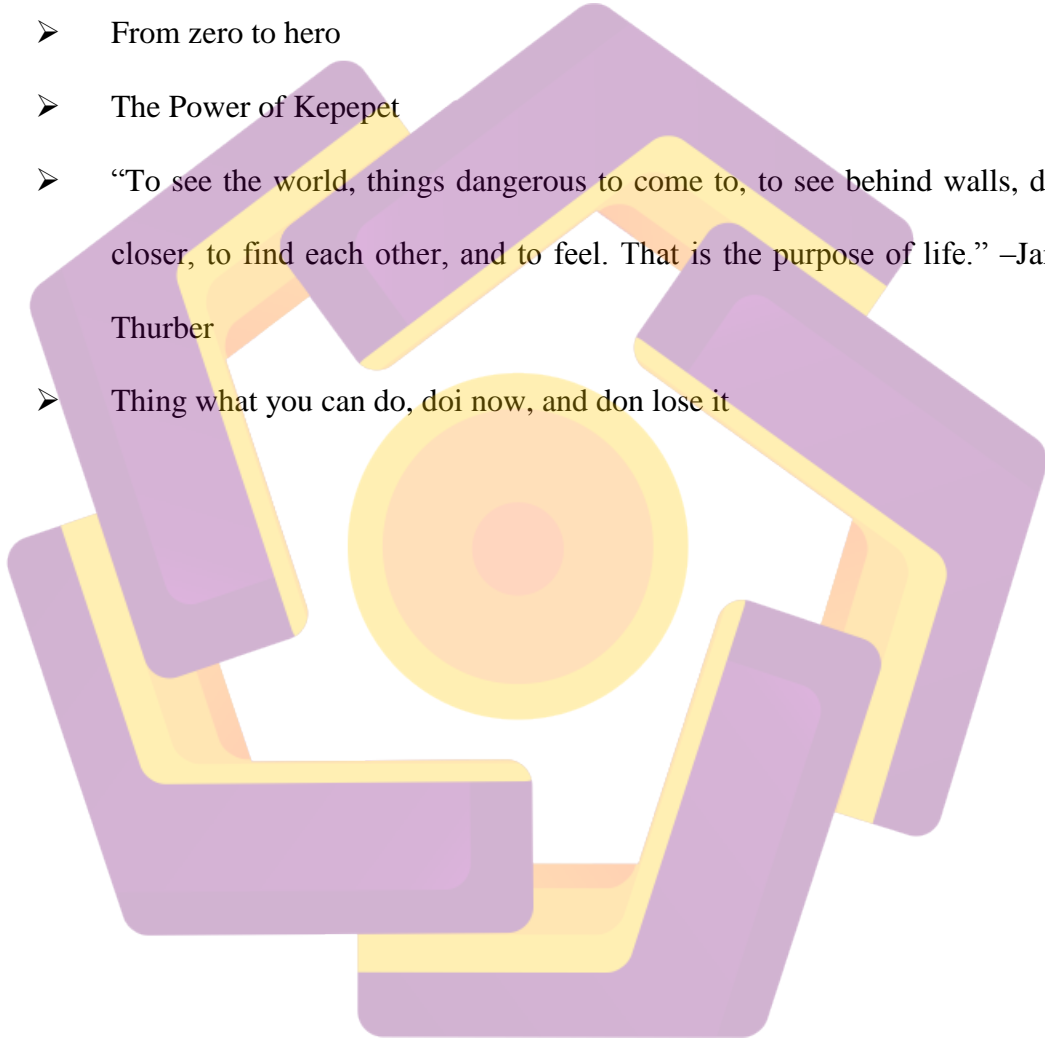 ➢ From zero to hero
➢ The Power of Kepepet
➢ “To see the world, things dangerous to come to, to see behind walls,
closer, to find each other, and to feel. That is the purpose of life.” –
Thurber
➢ Thing what you can do, doi now, and don lose it